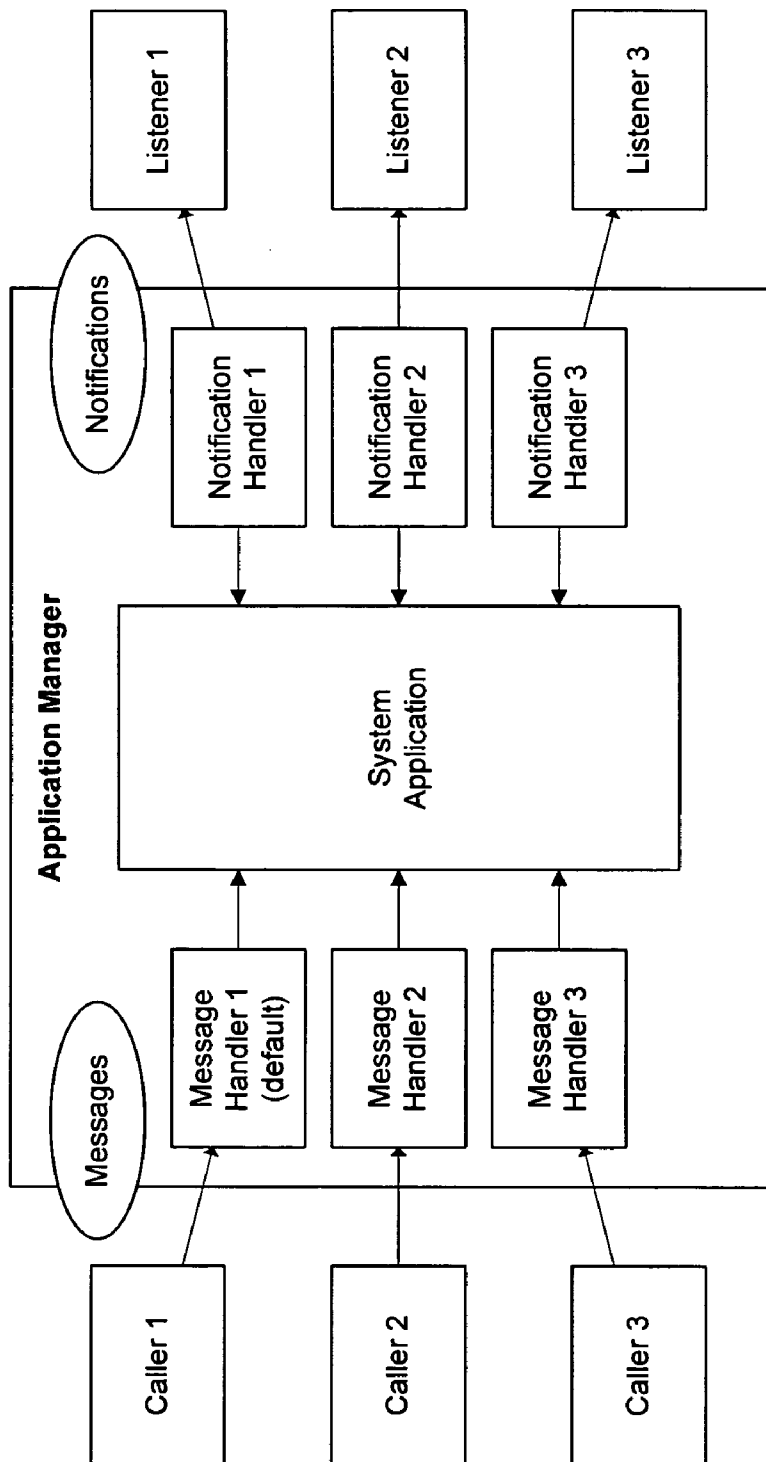 Application Manager
Messages
Notifications
Caller 1
Message
Handler 1
(default)
System
Application
Notification
Handler 1
Listener 1
Caller 2
Message
Handler 2
Notification
Handler 2
Listener 2
Caller 3
Message
Handler 3
Notification
Handler 3
Listener 3